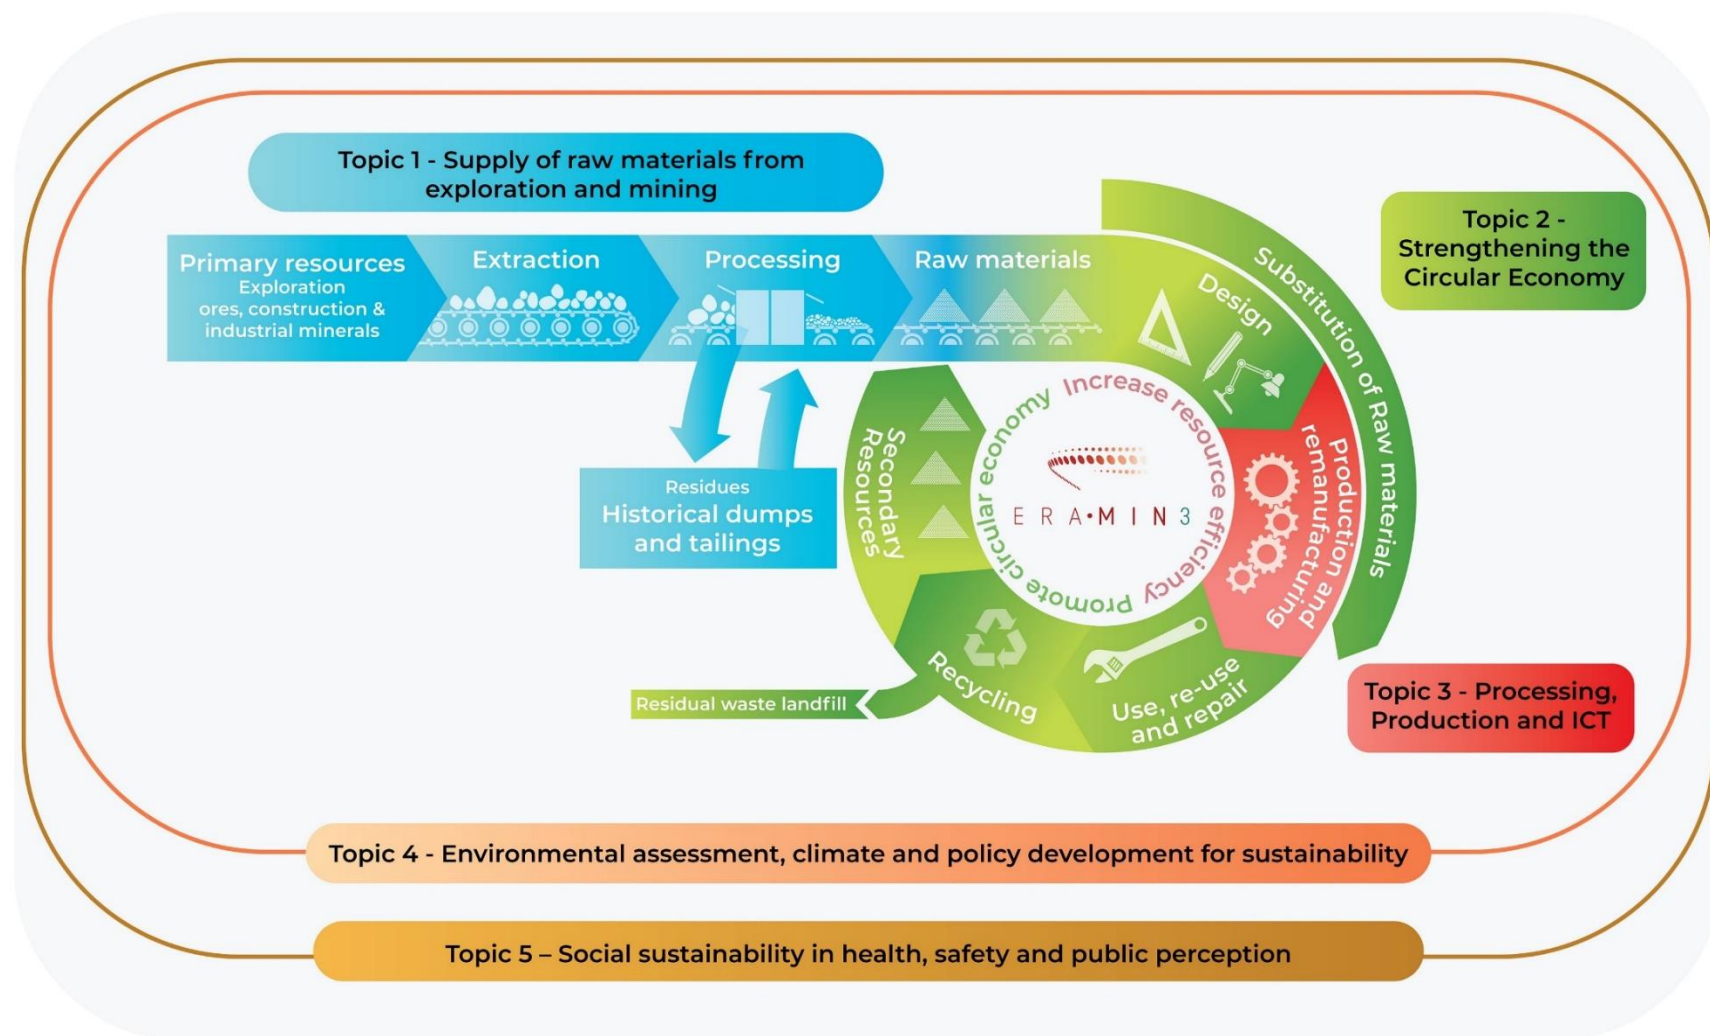 Topic 1 - Supply of raw materials from
exploration and mining
Primary resources
Exploration
ores, construction &
industrial minerals
Extraction
Processing
Raw materials
Design
Substitution of Raw materials
Topic 2 -
Strengthening the
Circular Economy
Production and
remanufacturing
Increase resource efficiency
Promote circular economy
ERA•MIN3
Secondary
Resources
Residues
Historical dumps
and tailings
Recycling
Use, re-use
and repair
Residual waste landfill
Topic 3 - Processing,
Production and ICT
Topic 4 - Environmental assessment, climate and policy development for sustainability
Topic 5 – Social sustainability in health, safety and public perception